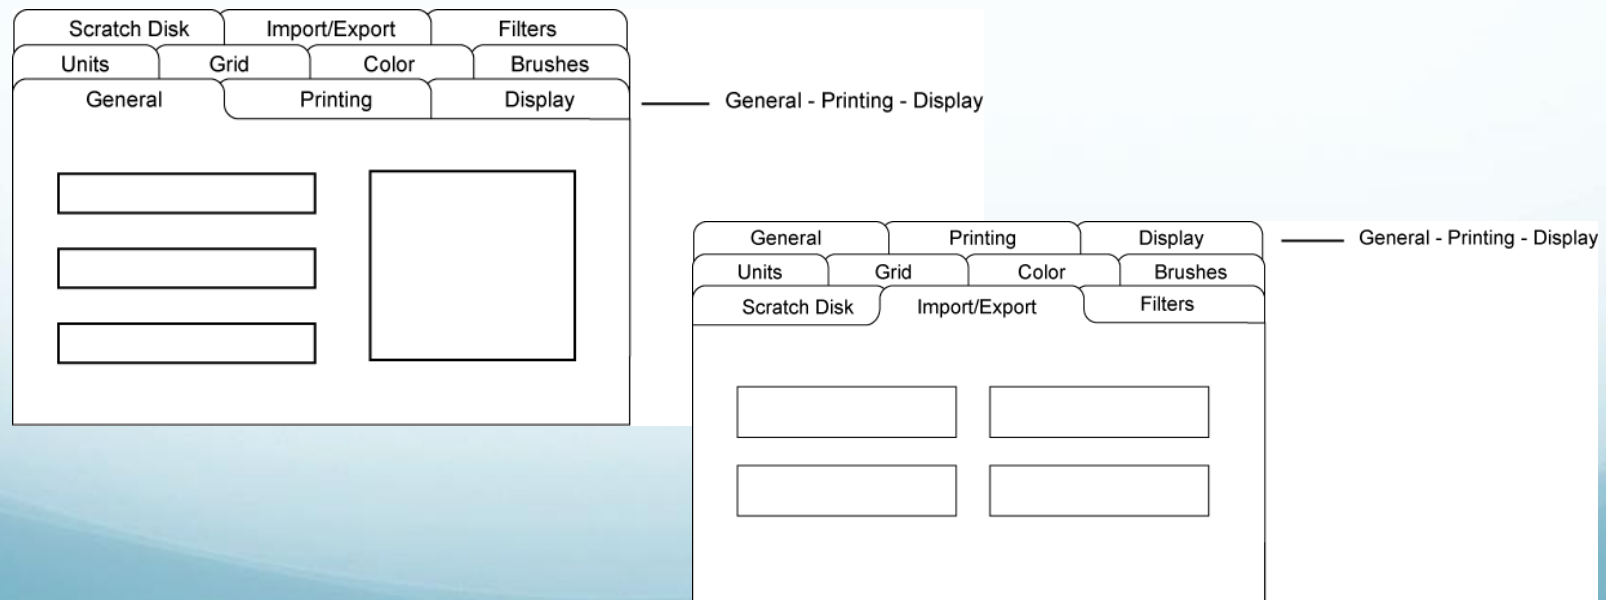 Scratch Disk Import/Export Filters
Units Grid Color Brushes
General Printing Display
General - Printing - Display
General Printing Display
General - Printing - Display
Units Grid Color Brushes
Scratch Disk Import/Export Filters